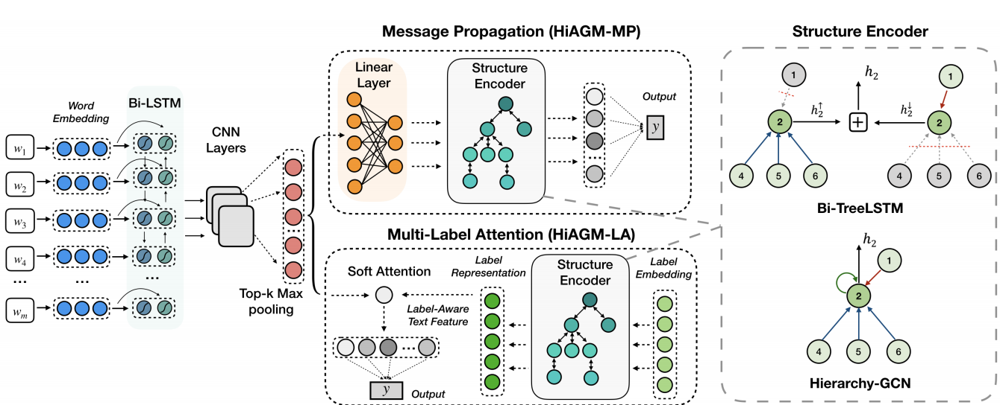 Message Propagation (HiAGM-MP)
Structure Encoder
Word
Embedding
Bi-LSTM
w1
w2
w3
w4
...
wm
...
...
CNN
Layers
...
Top-k Max
pooling
Linear
Layer
Structure
Encoder
...
Output
y
Multi-Label Attention (HiAGM-LA)
Soft Attention
Label-Aware
Text Feature
...
y
Output
Label
Representation
Structure
Encoder
Label
Embedding
1
2
4
5
6
h2↑
h2
+
h2↓
1
2
4
5
6
Bi-TreeLSTM
h2
1
2
4
5
6
Hierarchy-GCN